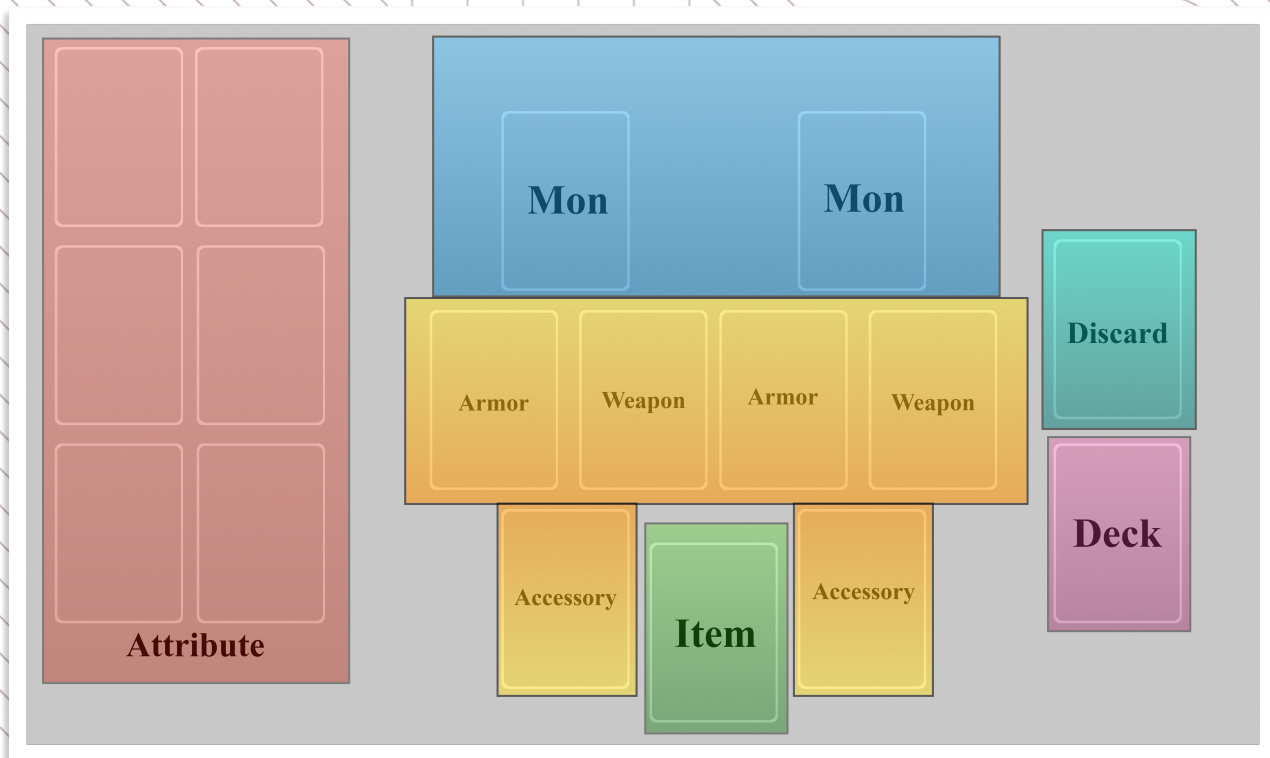 Mon
Mon
Discard
Armor
Weapon
Armor
Weapon
Deck
Accessory
Accessory
Item
Attribute